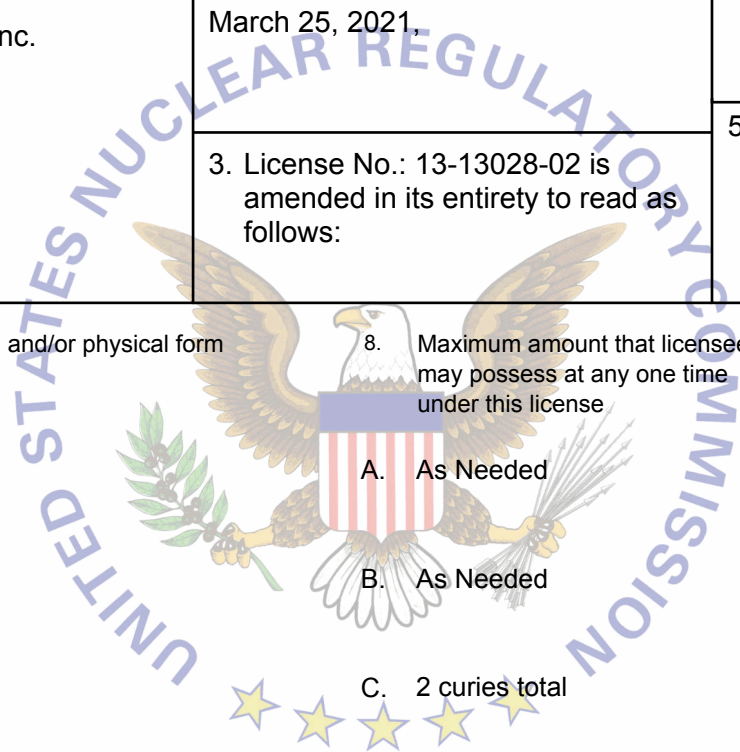 nc.
March 25, 2021,
5
3. License No.: 13-13028-02 is
amended in its entirety to read as
follows:
and/or physical form
8. Maximum amount that licensee
may possess at any one time
under this license
A. As Needed
B. As Needed
C. 2 curies total
UNITED STATES NUCLEAR REGULATORY COMMISSION